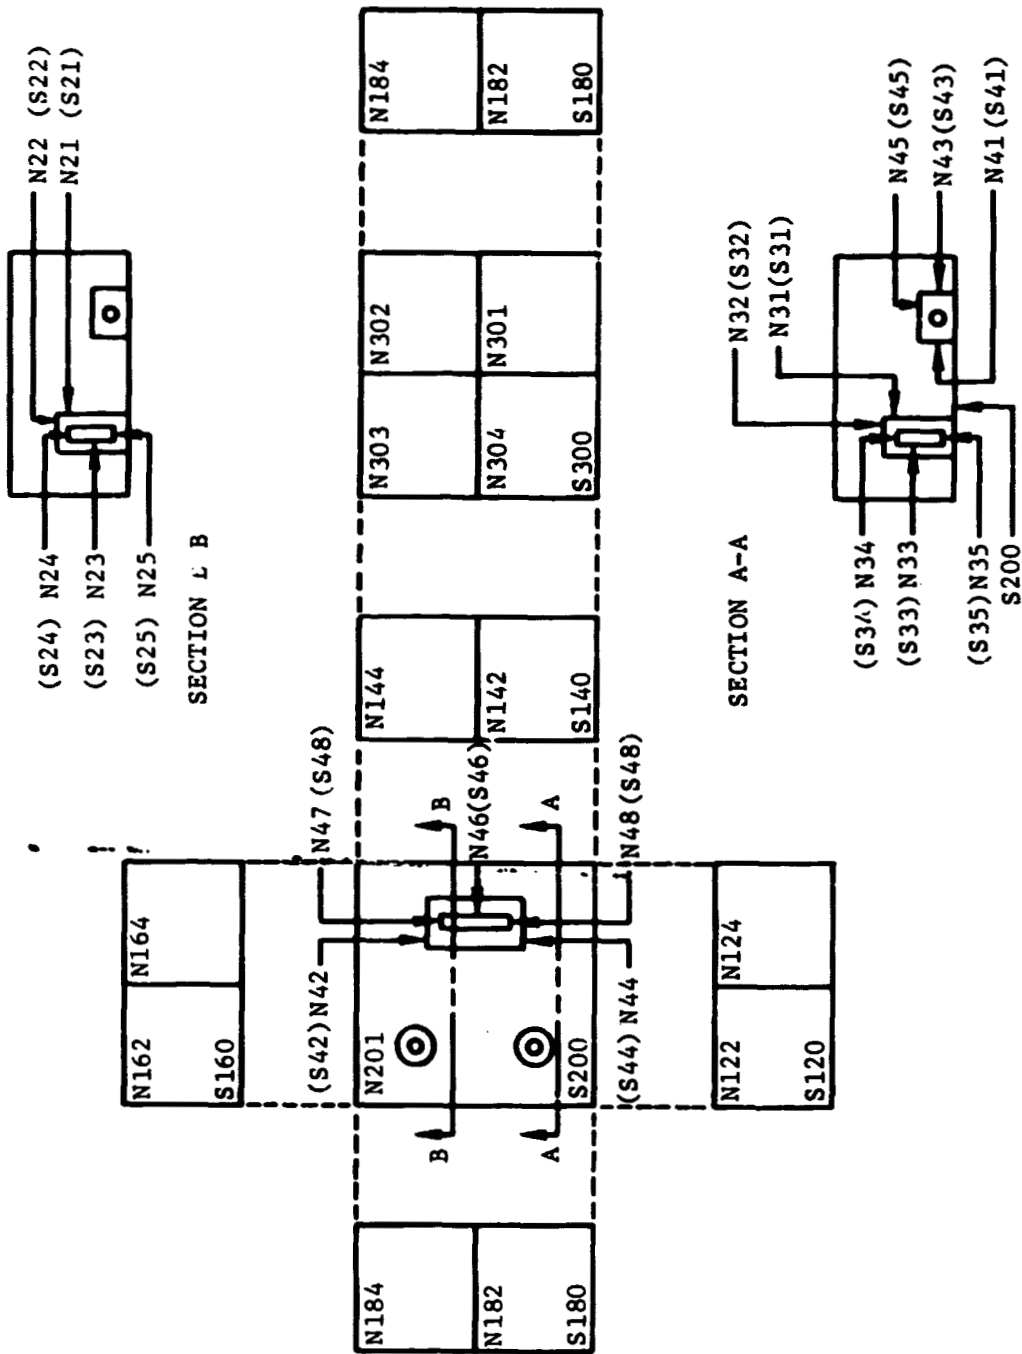 N22 (S22)
N21 (S21)
(S24) N24
(S23) N23
(S25) N25
SECTION B
N184
N182
S180
N302
N301
N303
N304
S300
N144
N142
S140
N164
N162
S160
N47 (S48)
(S42) N42
N46(S46)
B
B
A
A
N201
S200
N48 (S48)
(S44) N44
N124
N122
S120
N184
N182
S180
N32(S32)
N31(S31)
N45(S45)
N43(S43)
N41(S41)
(S34) N34
(S33) N33
(S35) N35
S200
SECTION A-A